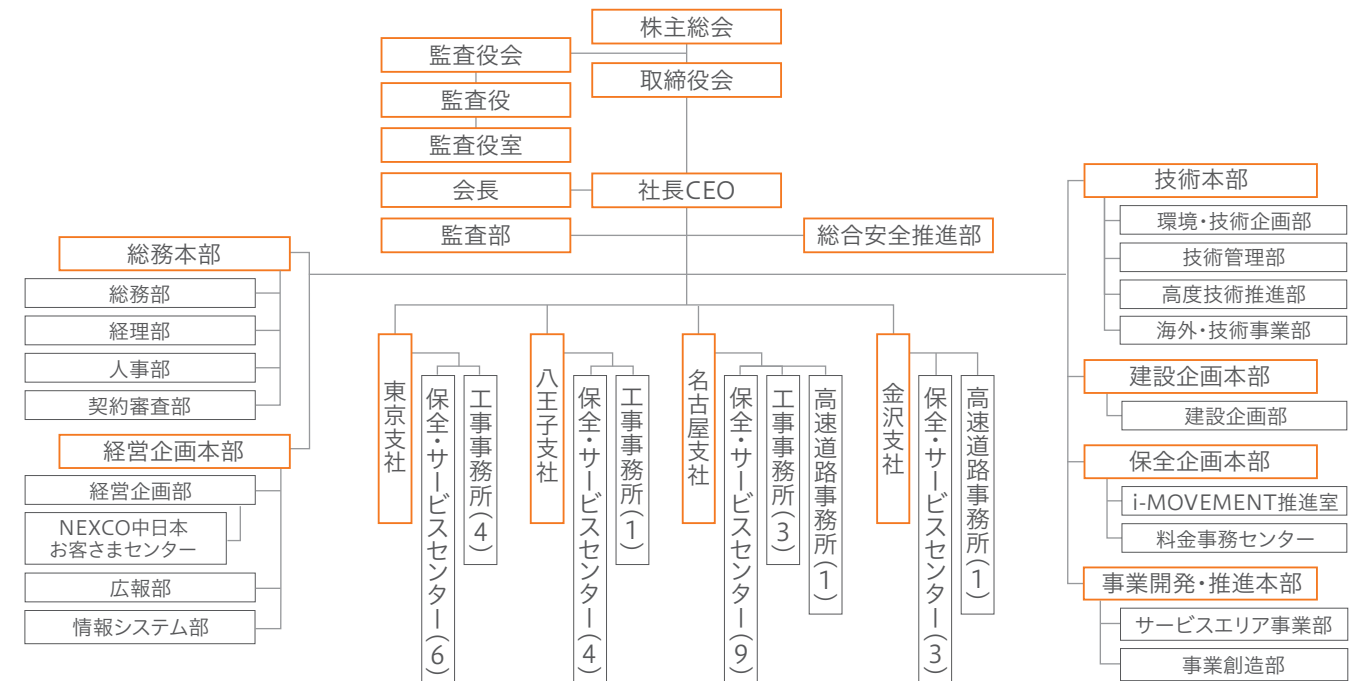 株主総会
監査役会
取締役会
監査役
監査役室
会長
社長CEO
監査部
総合安全推進部
総務本部
総務部
経理部
人事部
契約審査部
経営企画本部
経営企画部
NEXCO中日本
お客さまセンター
広報部
情報システム部
東京支社
保全・サービスセンター(6)
工事事務所(4)
八王子支社
保全・サービスセンター(4)
工事事務所(1)
名古屋支社
保全・サービスセンター(9)
工事事務所(3)
高速道路事務所(1)
金沢支社
保全・サービスセンター(3)
高速道路事務所(1)
技術本部
環境・技術企画部
技術管理部
高度技術推進部
海外・技術事業部
建設企画本部
建設企画部
保全企画本部
i-MOVEMENT推進室
料金事務センター
事業開発・推進本部
サービスエリア事業部
事業創造部